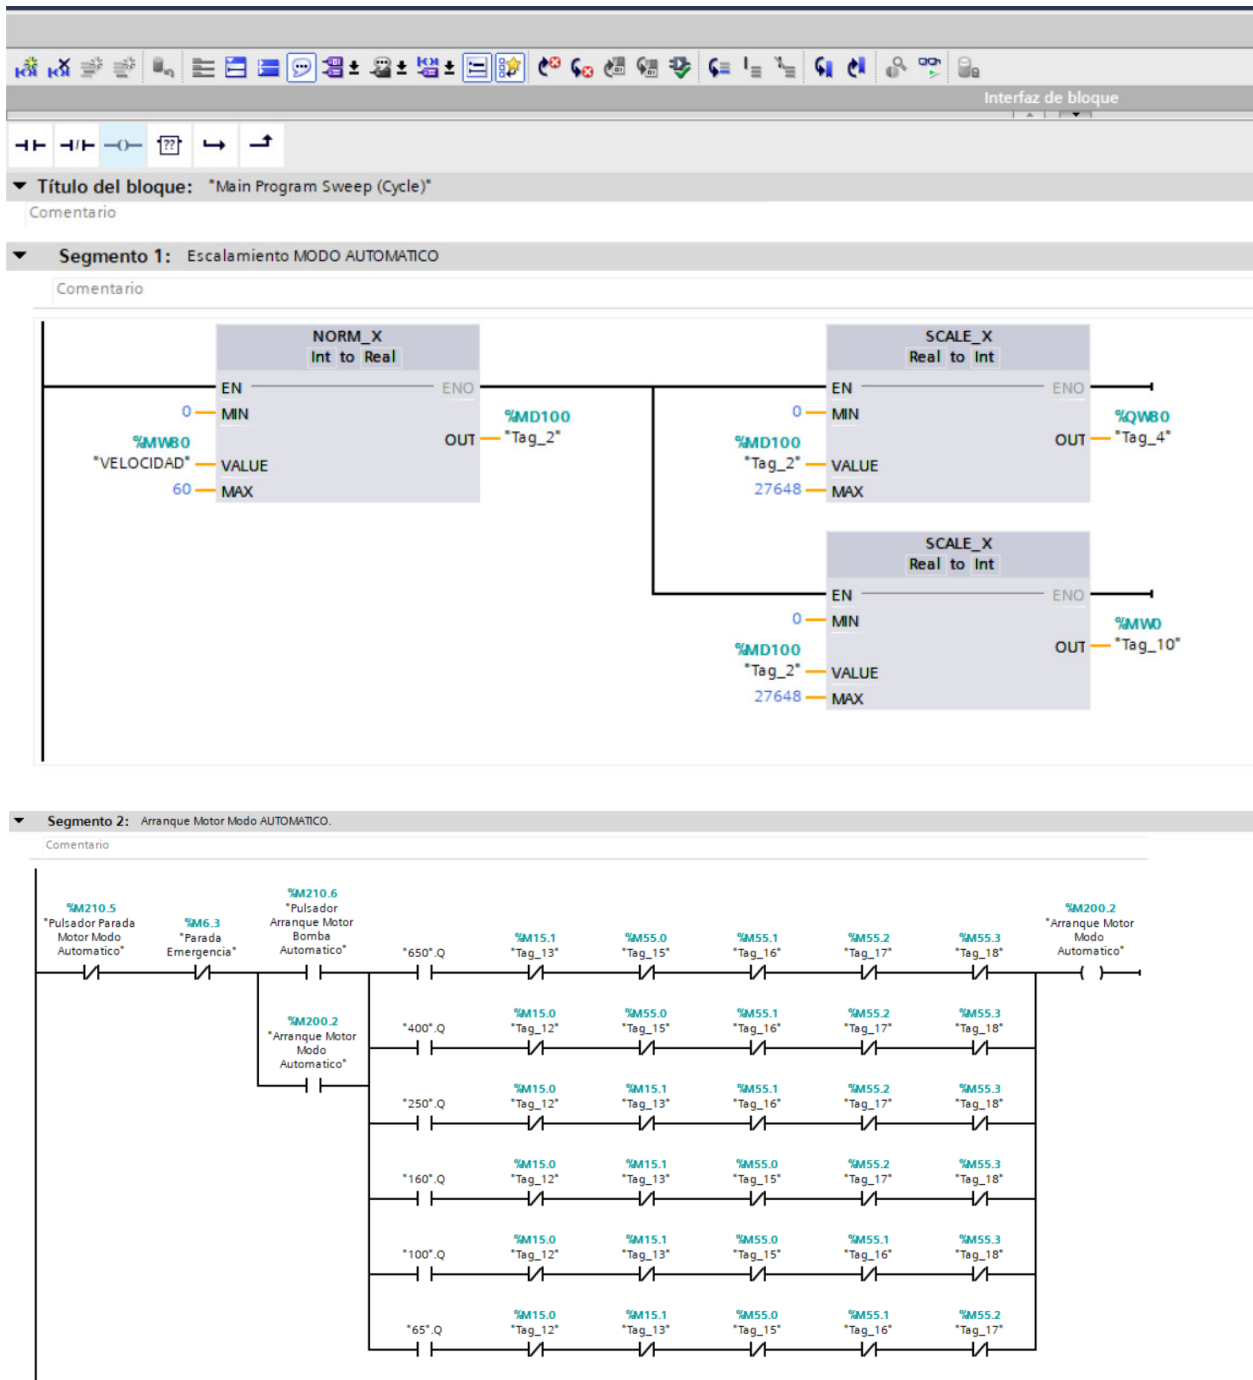 Interfaz de bloque
??
Título del bloque: "Main Program Sweep (Cycle)"
Comentario
Segmento 1: Escalamiento MODO AUTOMATICO
Comentario
NORM_X
Int to Real
EN ENO
0 MIN
%MD100
OUT "Tag_2"
%MW80
"VELOCIDAD" VALUE
60 MAX
SCALE_X
Real to Int
EN ENO
0 MIN
%QW80
OUT "Tag_4"
%MD100
"Tag_2" VALUE
27648 MAX
SCALE_X
Real to Int
EN ENO
0 MIN
%MW0
OUT "Tag_10"
%MD100
"Tag_2" VALUE
27648 MAX
Segmento 2: Arranque Motor Modo AUTOMATICO.
Comentario
%M210.5
"Pulsador Parada
Motor Modo
Automatico"
%M6.3
"Parada
Emergencia"
%M210.6
"Pulsador
Arranque Motor
Bomba
Automatico"
"650".Q
%M15.1
"Tag_13"
%M55.0
"Tag_15"
%M55.1
"Tag_16"
%M55.2
"Tag_17"
%M55.3
"Tag_18"
%M200.2
"Arranque Motor
Modo
Automatico"
%M200.2
"Arranque Motor
Modo
Automatico"
"400".Q
%M15.0
"Tag_12"
%M55.0
"Tag_15"
%M55.1
"Tag_16"
%M55.2
"Tag_17"
%M55.3
"Tag_18"
"250".Q
%M15.0
"Tag_12"
%M15.1
"Tag_13"
%M55.1
"Tag_16"
%M55.2
"Tag_17"
%M55.3
"Tag_18"
"160".Q
%M15.0
"Tag_12"
%M15.1
"Tag_13"
%M55.0
"Tag_15"
%M55.2
"Tag_17"
%M55.3
"Tag_18"
"100".Q
%M15.0
"Tag_12"
%M15.1
"Tag_13"
%M55.0
"Tag_15"
%M55.1
"Tag_16"
%M55.3
"Tag_18"
"65".Q
%M15.0
"Tag_12"
%M15.1
"Tag_13"
%M55.0
"Tag_15"
%M55.1
"Tag_16"
%M55.2
"Tag_17"